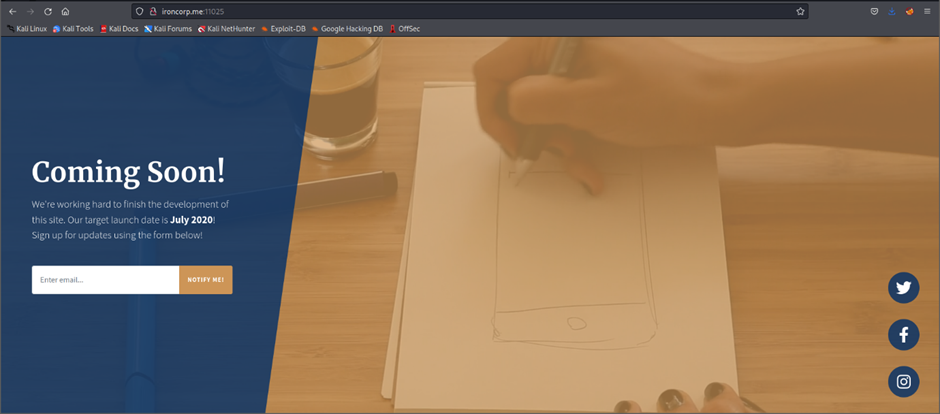 ironcorp.me:11025
Kali Linux Kali Tools Kali Docs Kali Forums Kali NetHunter Exploit-DB Google Hacking DB OffSec
Coming Soon!
We're working hard to finish the development of
this site. Our target launch date is July 2020!
Sign up for updates using the form below!
Enter email... NOTIFY ME!